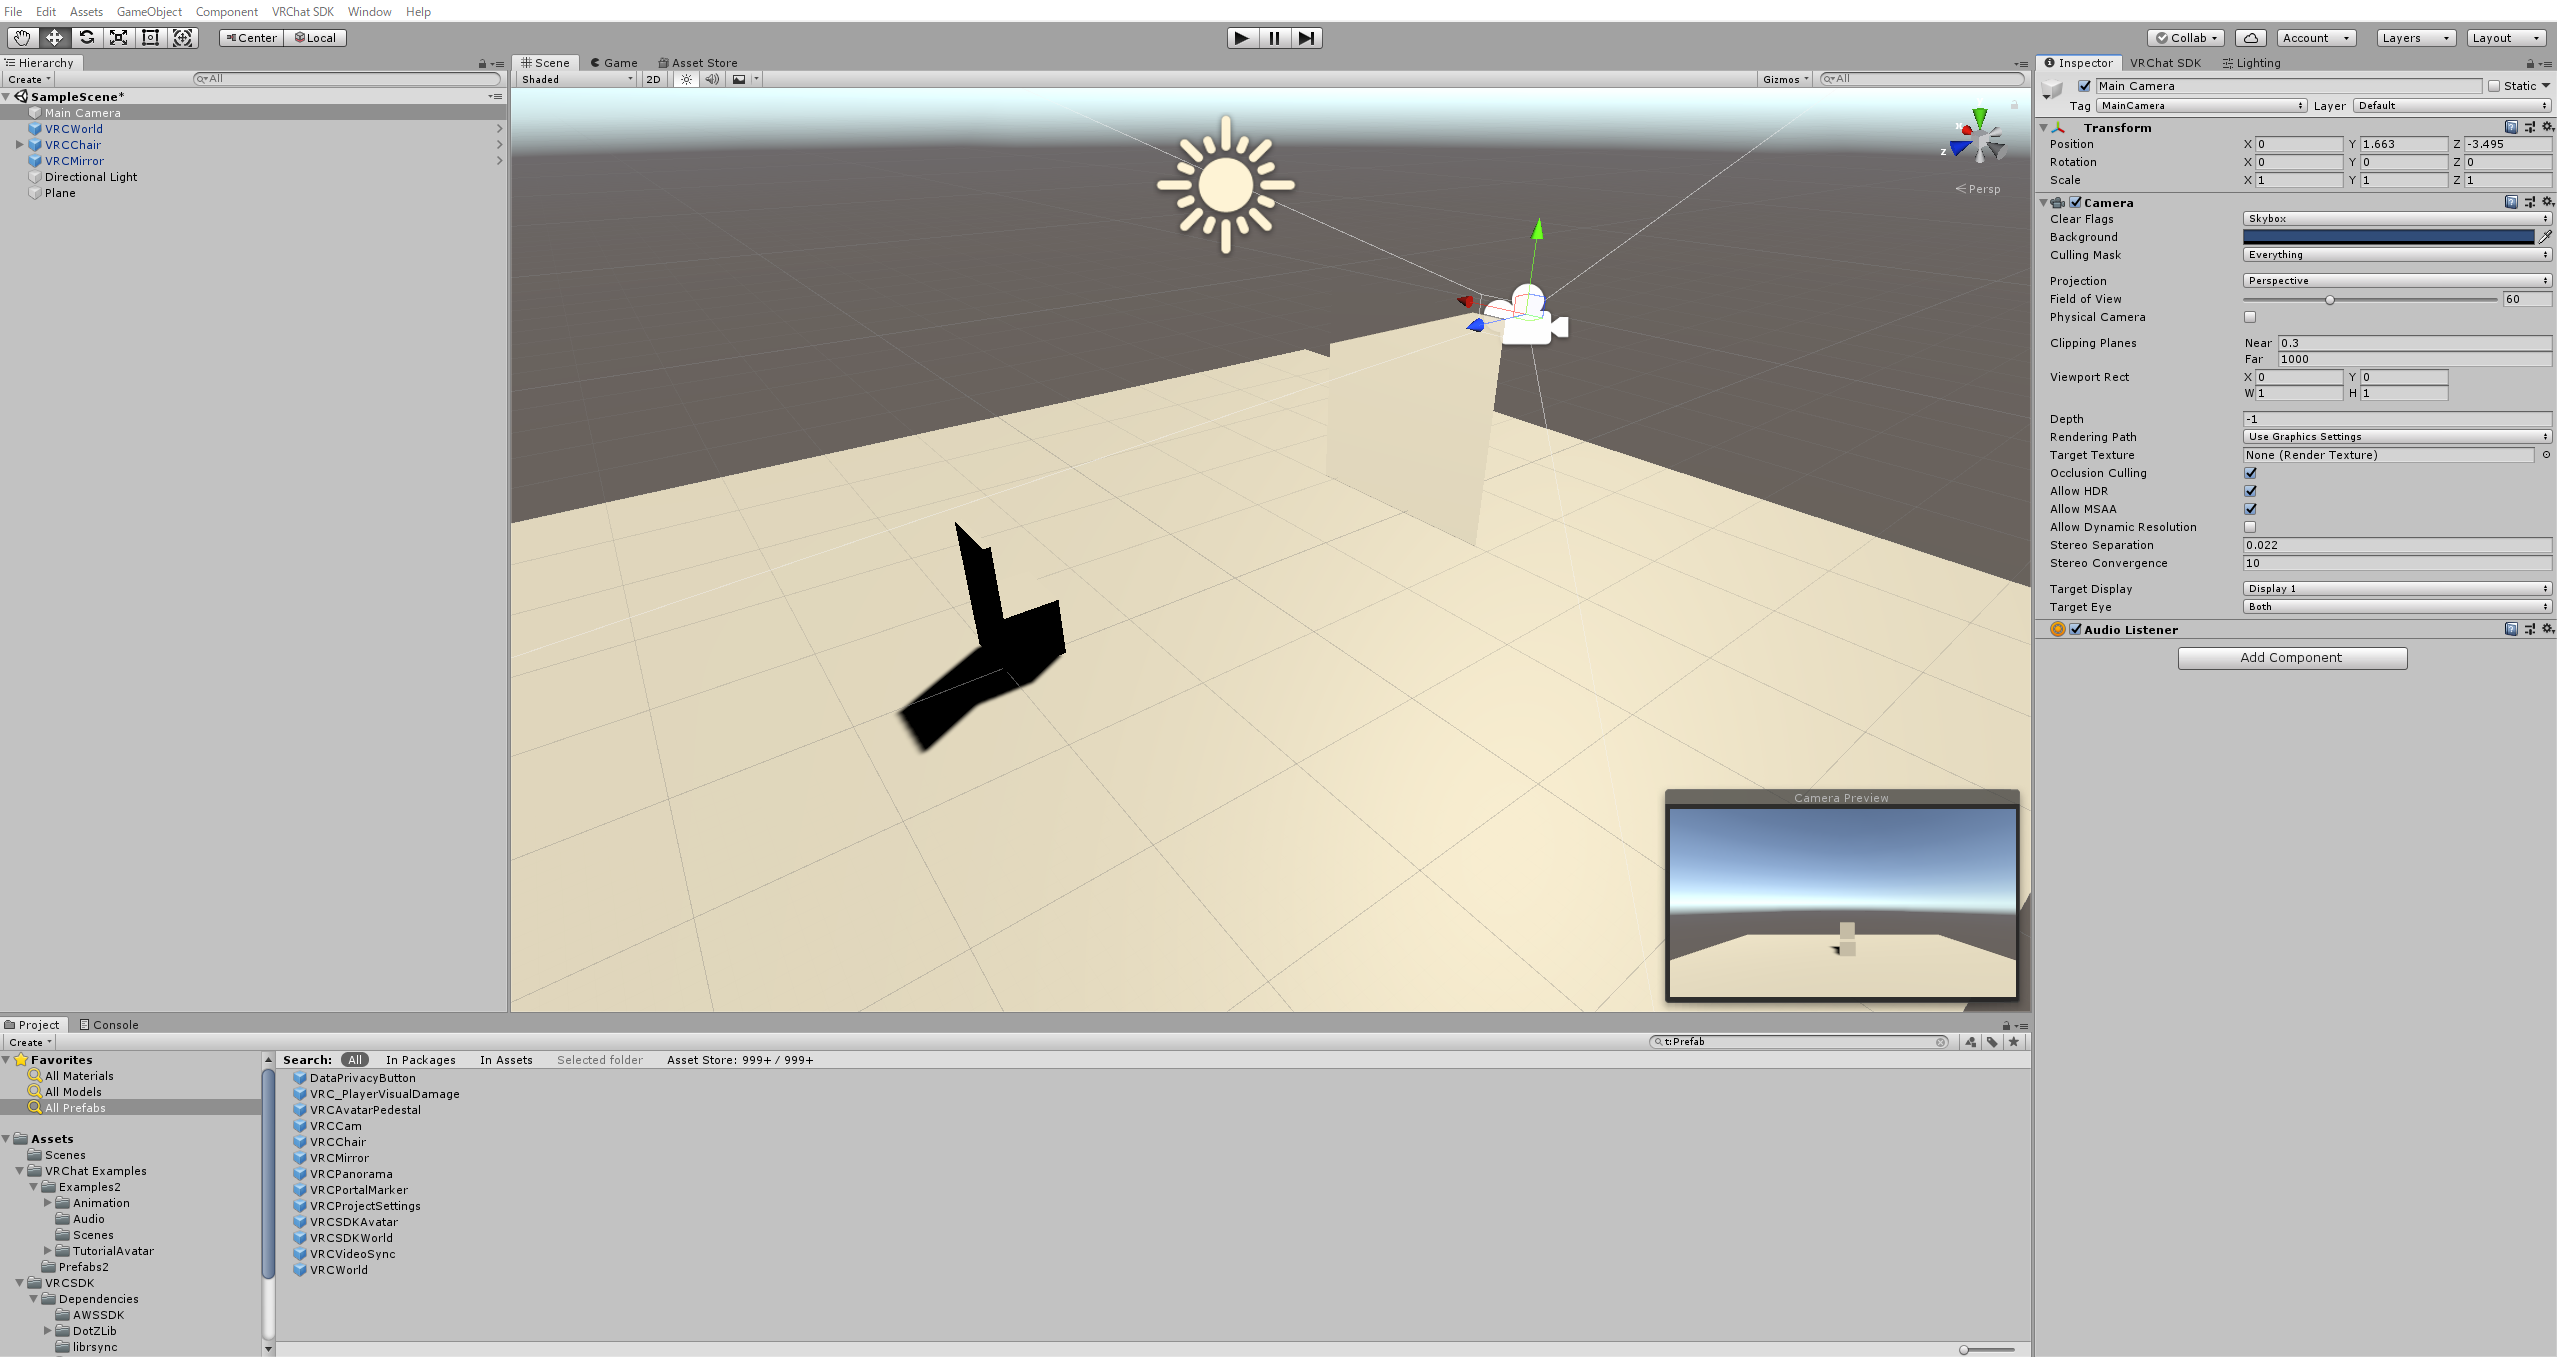 File Edit Assets GameObject Component VRChat SDK Window Help
Center Local Collab Account Layers Layout
Hierarchy
Create All
SampleScene*
Main Camera
VRCWorld
VRCChair
VRCMirror
Directional Light
Plane
Scene Game Asset Store
Shaded 2D Gizmos All
X
Z
Persp
Camera Preview
Inspector VRChat SDK Lighting
Main Camera Static
Tag MainCamera Layer Default
Transform
Position X 0 Y 1.663 Z -3.495
Rotation X 0 Y 0 Z 0
Scale X 1 Y 1 Z 1
Camera
Clear Flags Skybox
Background
Culling Mask Everything
Projection Perspective
Field of View 60
Physical Camera
Clipping Planes Near 0.3
Far 1000
Viewport Rect X 0 Y 0
W 1 H 1
Depth -1
Rendering Path Use Graphics Settings
Target Texture None (Render Texture)
Occlusion Culling
Allow HDR
Allow MSAA
Allow Dynamic Resolution
Stereo Separation 0.022
Stereo Convergence 10
Target Display Display 1
Target Eye Both
Audio Listener
Add Component
Project Console
Create t:Prefab
Favorites
All Materials
All Models
All Prefabs
Assets
Scenes
VRChat Examples
Examples2
Animation
Audio
Scenes
TutorialAvatar
Prefabs2
VRCSDK
Dependencies
AWSSDK
DotZLib
librsync
Search: All In Packages In Assets Selected folder Asset Store: 999+ / 999+
DataPrivacyButton
VRC_PlayerVisualDamage
VRCAvatarPedestal
VRCCam
VRCChair
VRCMirror
VRCPanorama
VRCPortalMarker
VRCProjectSettings
VRCSDKAvatar
VRCSDKWorld
VRCVideoSync
VRCWorld